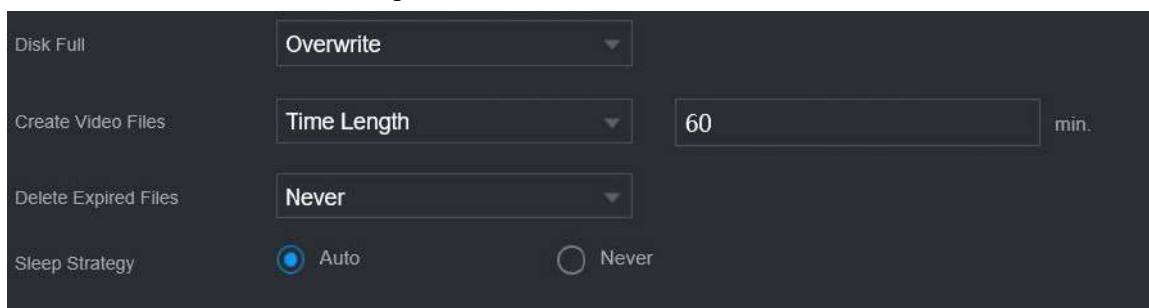 Disk Full Overwrite
Create Video Files Time Length 60 min.
Delete Expired Files Never
Sleep Strategy Auto Never